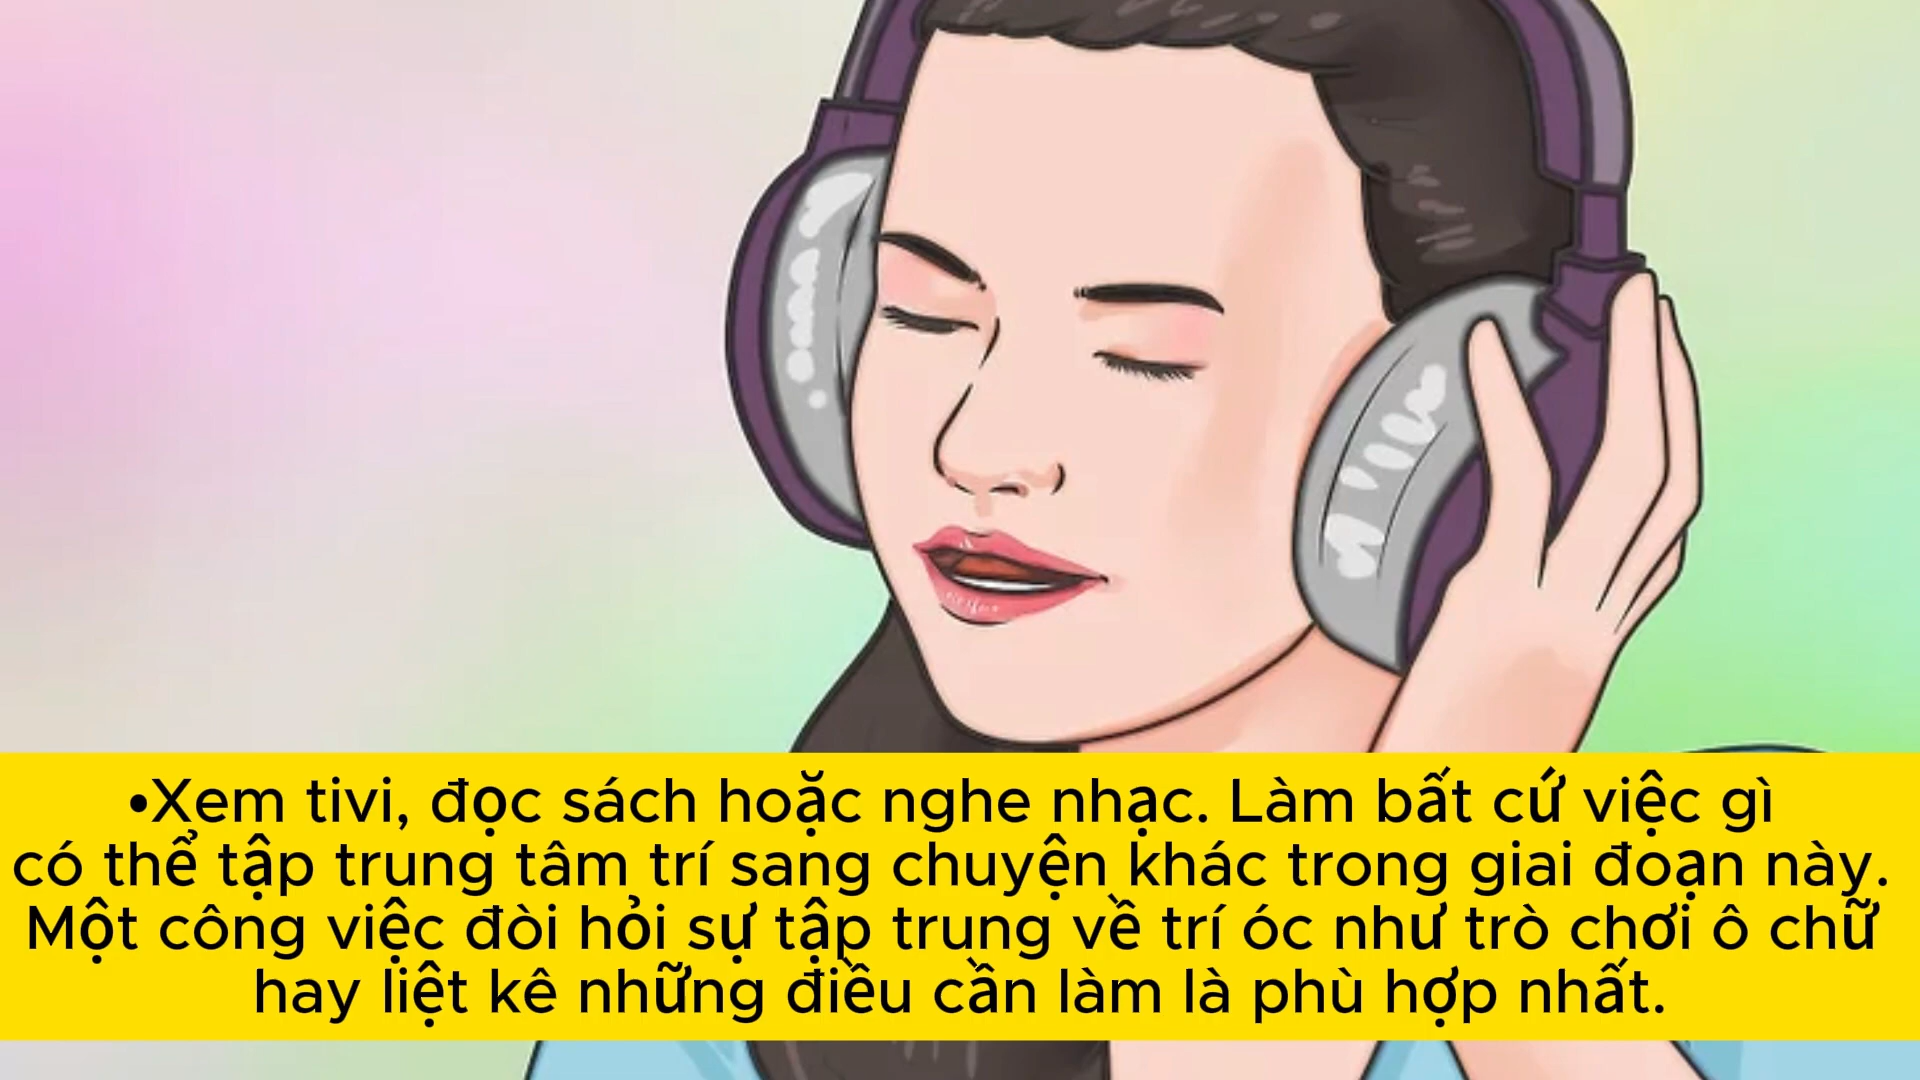 •Xem tivi, đọc sách hoặc nghe nhạc. Làm bất cứ việc gì
có thể tập trung tâm trí sang chuyện khác trong giai đoạn này.
Một công việc đòi hỏi sự tập trung về trí óc như trò chơi ô chữ
hay liệt kê những điều cần làm là phù hợp nhất.